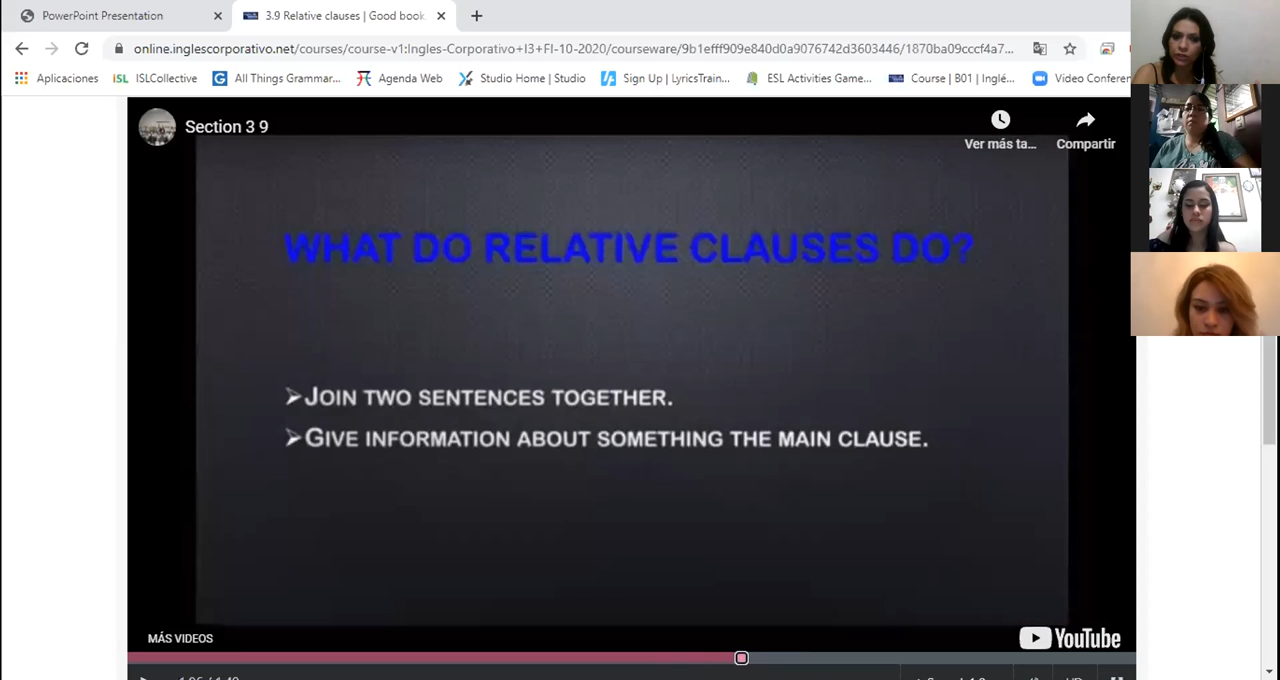 PowerPoint Presentation
3.9 Relative clauses | Good book
online.inglescorporativo.net/courses/course-v1:Ingles-Corporativo+I3+FI-10-2020/courseware/9b1efff909e840d0a9076742d3603446/1870ba09cccf4a7...
Aplicaciones iSL ISLCollective G All Things Grammar... Agenda Web Studio Home | Studio Sign Up | LyricsTrain... ESL Activities Game... Course | B01 | Inglé... Video Conferen
Section 3 9
Ver más ta... Compartir
WHAT DO RELATIVE CLAUSES DO?
➢JOIN TWO SENTENCES TOGETHER.
➢GIVE INFORMATION ABOUT SOMETHING THE MAIN CLAUSE.
MÁS VIDEOS
YouTube